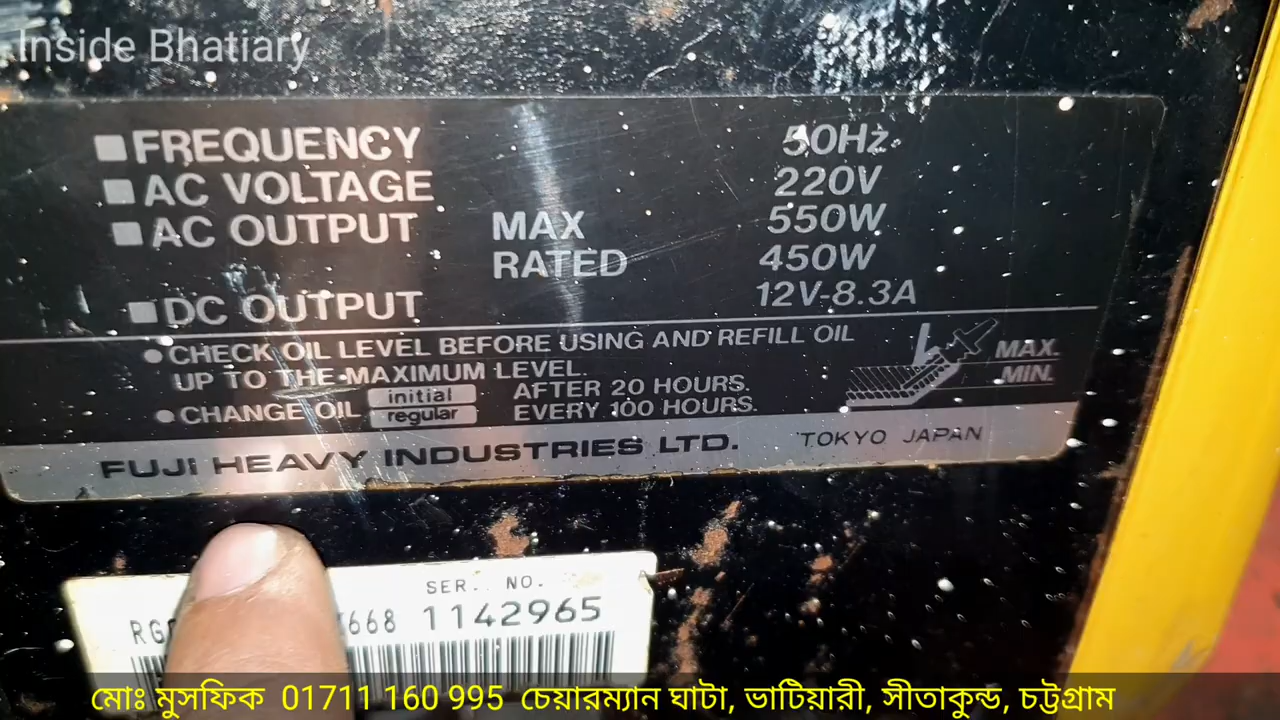 Inside Bhatiary
FREQUENCY 50Hz
AC VOLTAGE 220V
AC OUTPUT MAX 550W
RATED 450W
DC OUTPUT 12V-8.3A
CHECK OIL LEVEL BEFORE USING AND REFILL OIL
UP TO THE MAXIMUM LEVEL.
CHANGE OIL initial AFTER 20 HOURS.
regular EVERY 100 HOURS.
MAX.
MIN.
FUJI HEAVY INDUSTRIES LTD. TOKYO JAPAN
SER. NO.
1142965
মোঃ মুসফিক 01711 160 995 চেয়ারম্যান ঘাটা, ভাটিয়ারী, সীতাকুন্ড, চট্টগ্রাম